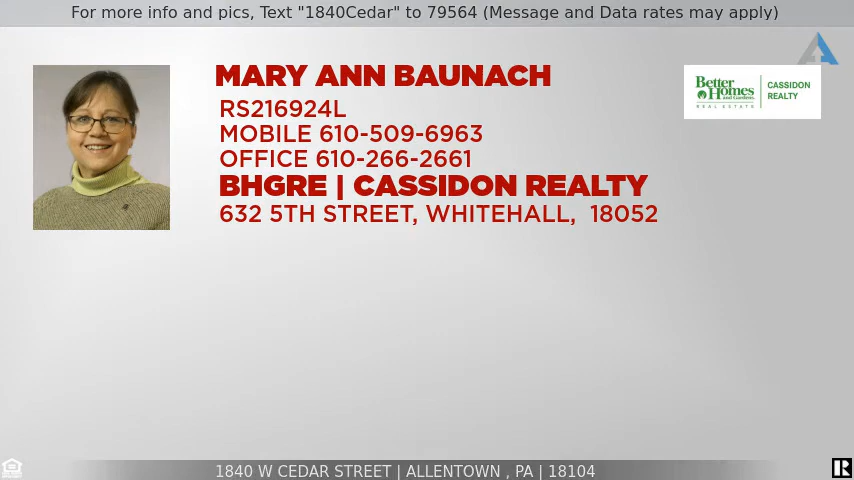 For more info and pics, Text "1840Cedar" to 79564 (Message and Data rates may apply)
MARY ANN BAUNACH
RS216924L
MOBILE 610-509-6963
OFFICE 610-266-2661
BHGRE | CASSIDON REALTY
632 5TH STREET, WHITEHALL, 18052
Better
Homes
and Gardens
REAL ESTATE
CASSIDON
REALTY
1840 W CEDAR STREET | ALLENTOWN , PA | 18104